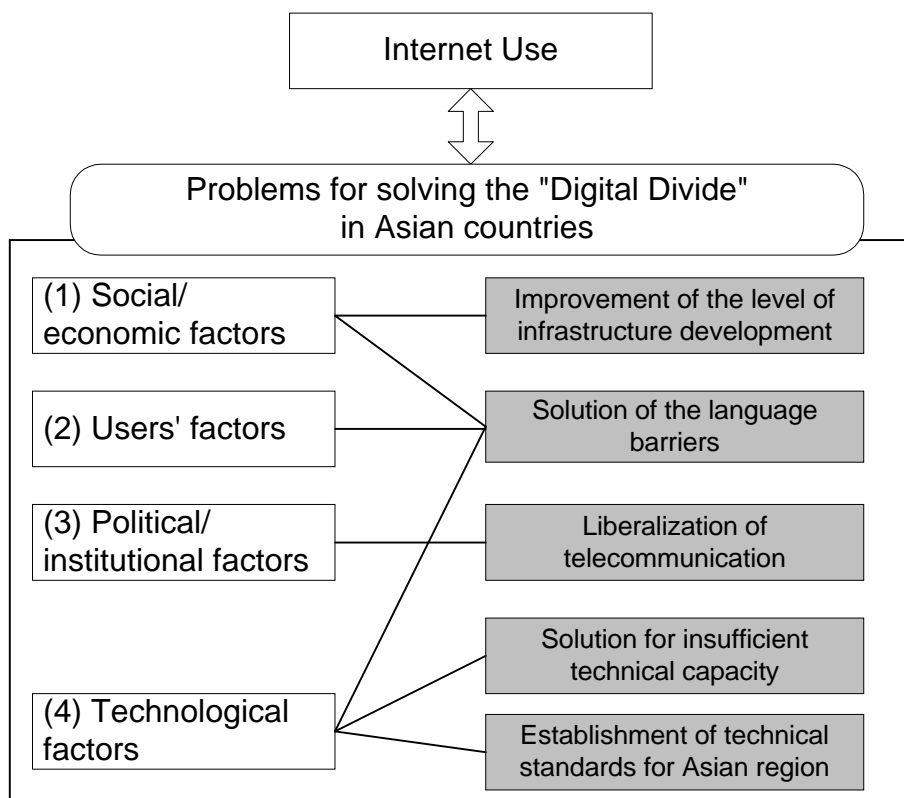 Internet Use
Problems for solving the "Digital Divide"
in Asian countries
(1) Social/
economic factors
Improvement of the level of
infrastructure development
(2) Users' factors
Solution of the language
barriers
(3) Political/
institutional factors
Liberalization of
telecommunication
Solution for insufficient
technical capacity
(4) Technological
factors
Establishment of technical
standards for Asian region